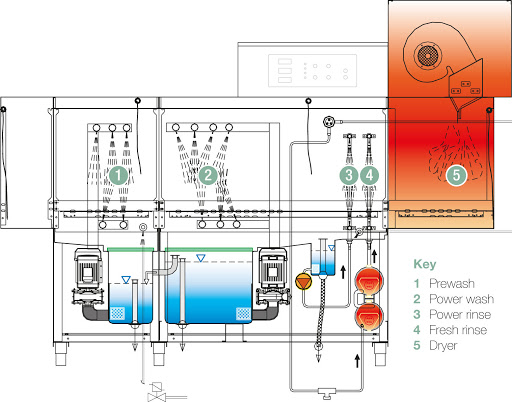 1
2
3
4
5
Key
1 Prewash
2 Power wash
3 Power rinse
4 Fresh rinse
5 Dryer